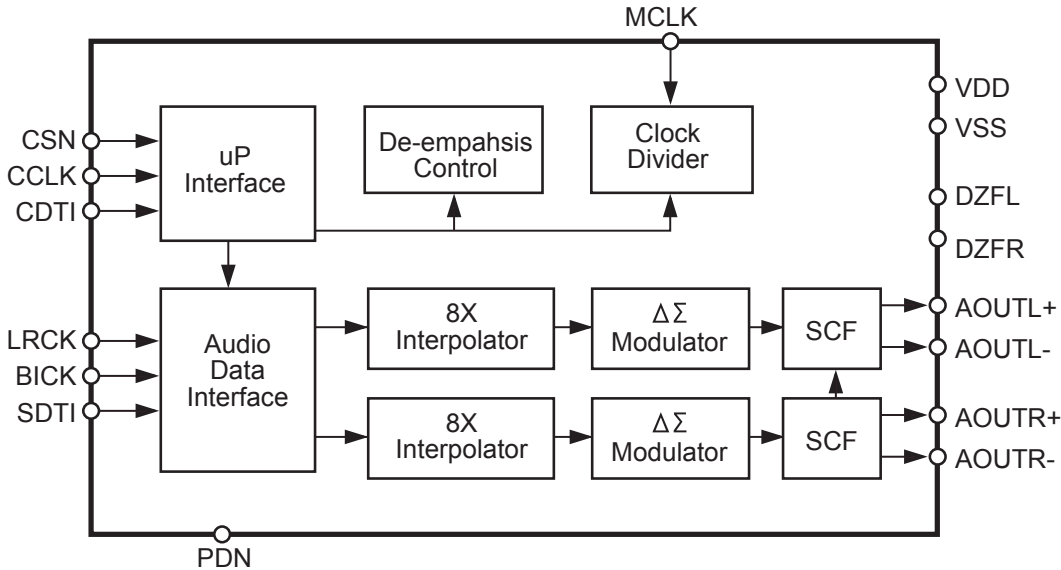 MCLK
VDD
VSS
DZFL
DZFR
CSN
CCLK
CDTI
uP
Interface
De-empahsis
Control
Clock
Divider
LRCK
BICK
SDTI
Audio
Data
Interface
8X
Interpolator
ΔΣ
Modulator
SCF
AOUTL+
AOUTL-
8X
Interpolator
ΔΣ
Modulator
SCF
AOUTR+
AOUTR-
PDN